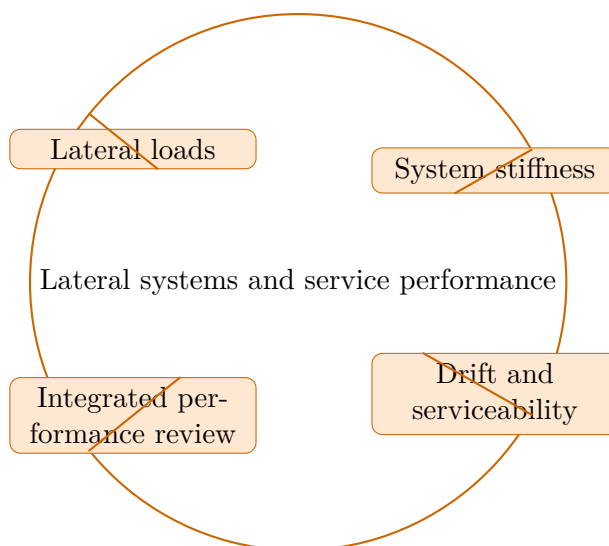 Lateral loads
System stiffness
Lateral systems and service performance
Integrated per-
formance review
Drift and
serviceability